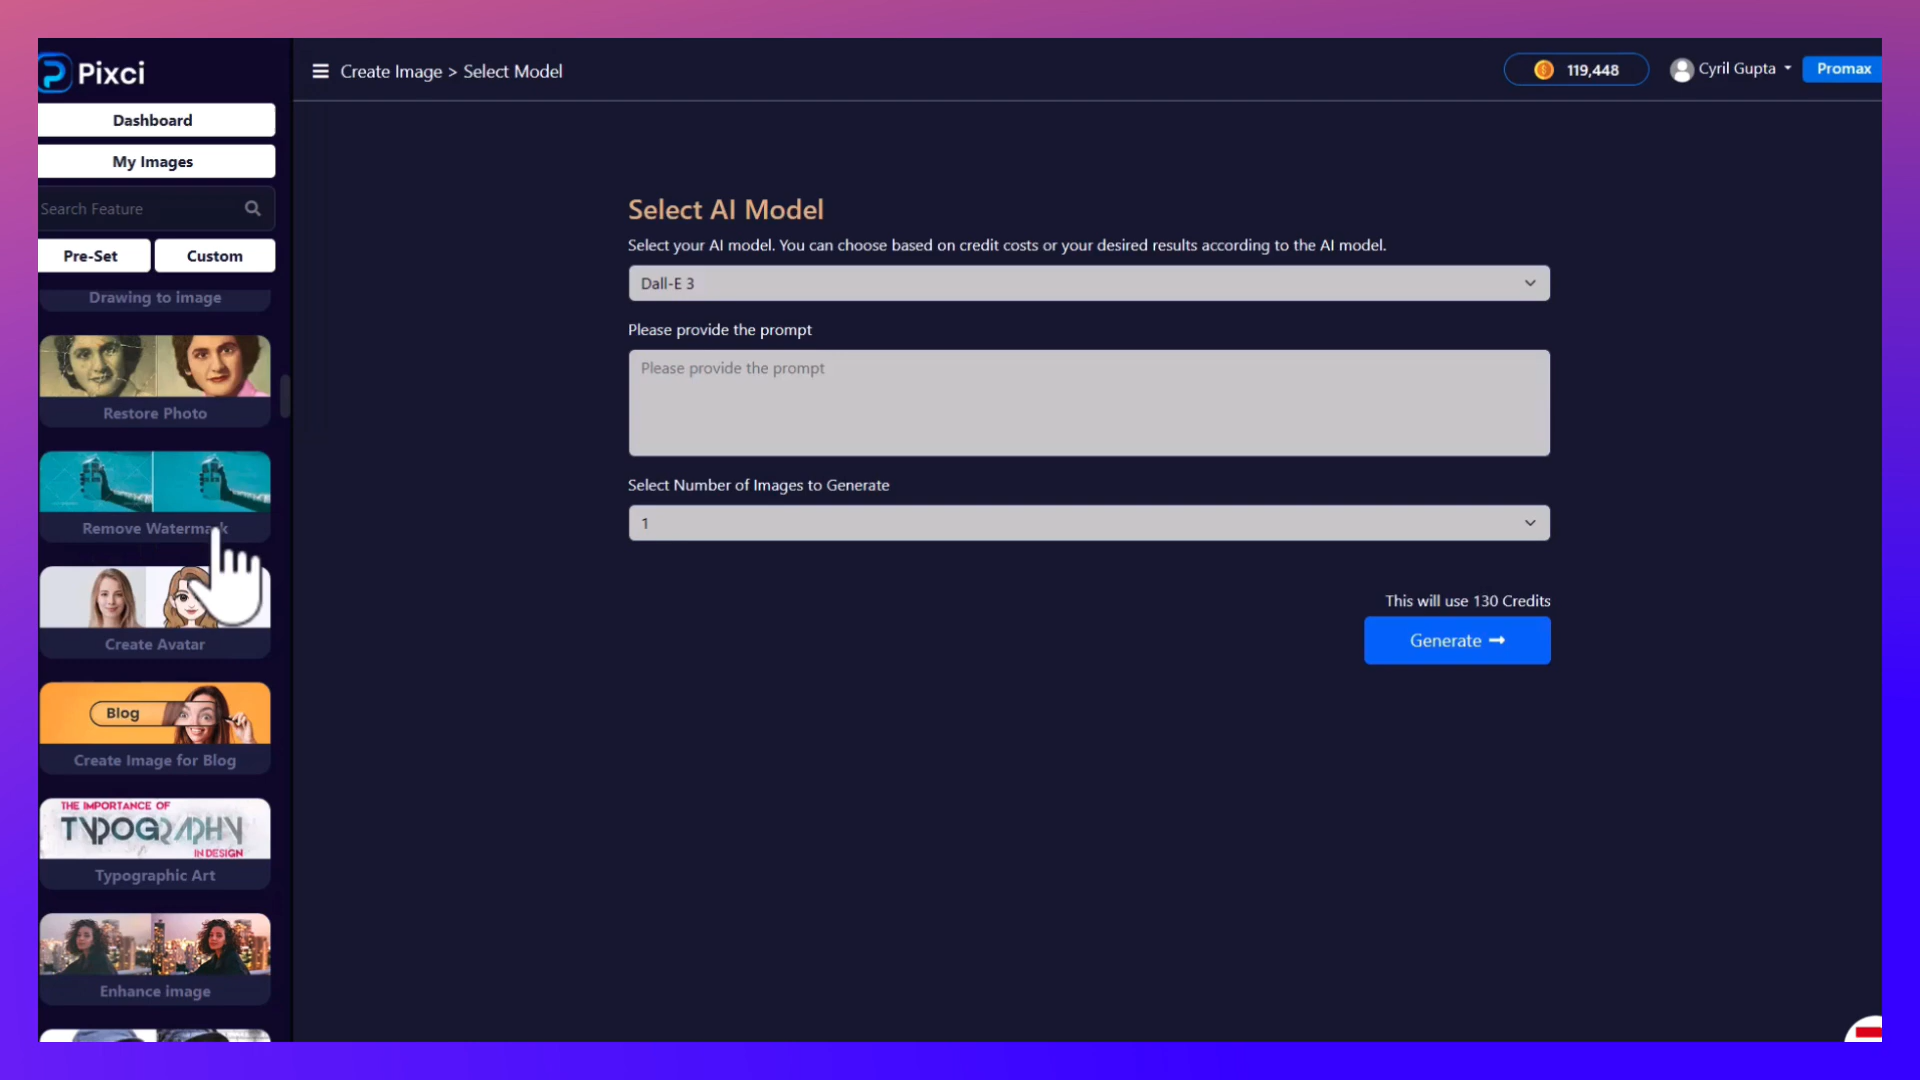 Pixci
Dashboard
My Images
Search Feature
Pre-Set
Custom
Drawing to image
Restore Photo
Remove Watermark
Create Avatar
Blog
Create Image for Blog
THE IMPORTANCE OF
TYPOGRAPHY
IN DESIGN
Typographic Art
Enhance image
Create Image > Select Model
119,448
Cyril Gupta
Promax
Select AI Model
Select your AI model. You can choose based on credit costs or your desired results according to the AI model.
Dall-E 3
Please provide the prompt
Please provide the prompt
Select Number of Images to Generate
1
This will use 130 Credits
Generate →